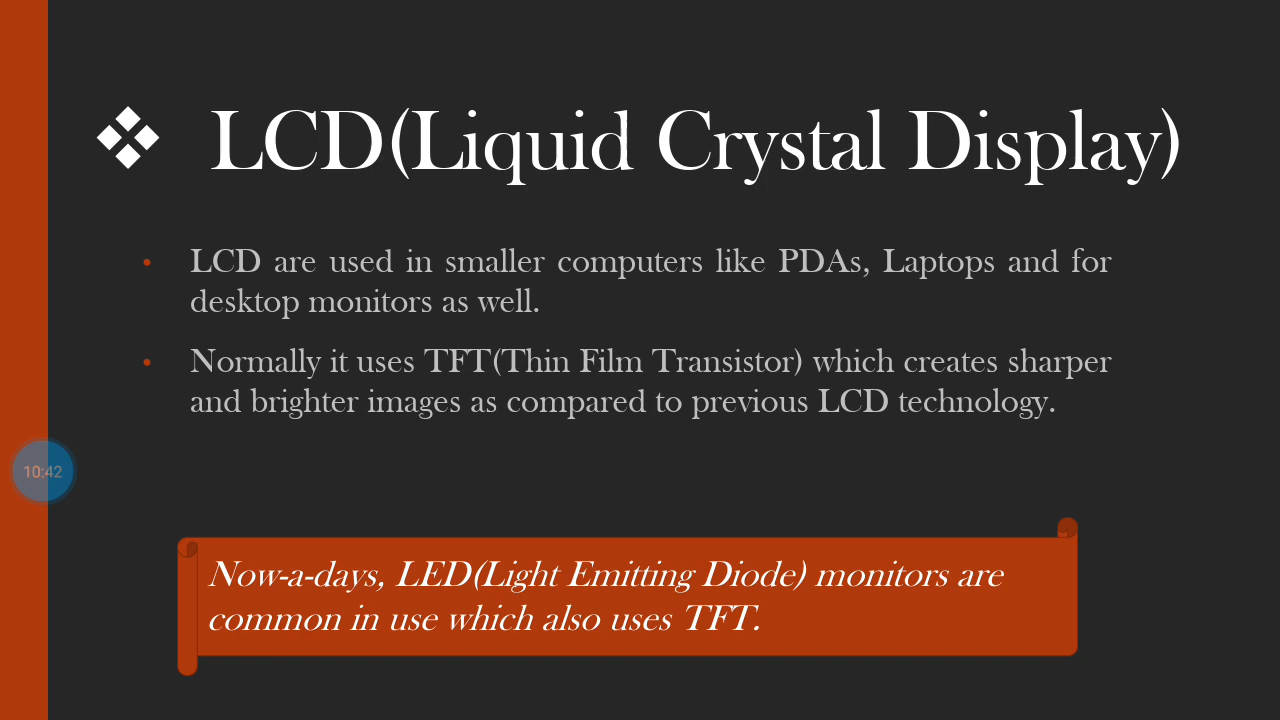 ❖ LCD(Liquid Crystal Display)
• LCD are used in smaller computers like PDAs, Laptops and for
desktop monitors as well.
• Normally it uses TFT(Thin Film Transistor) which creates sharper
and brighter images as compared to previous LCD technology.
10:42
Now-a-days, LED(Light Emitting Diode) monitors are
common in use which also uses TFT.